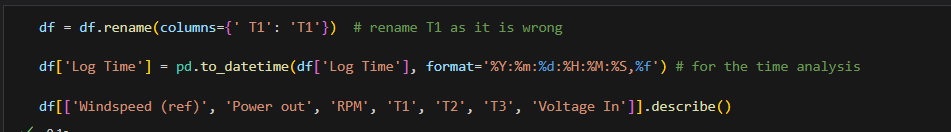 df = df.rename(columns={' T1': 'T1'})  # rename T1 as it is wrong
df['Log Time'] = pd.to_datetime(df['Log Time'], format='%Y:%m:%d:%H:%M:%S,%f') # for the time analysis
df[['Windspeed (ref)', 'Power out', 'RPM', 'T1', 'T2', 'T3', 'Voltage In']].describe()